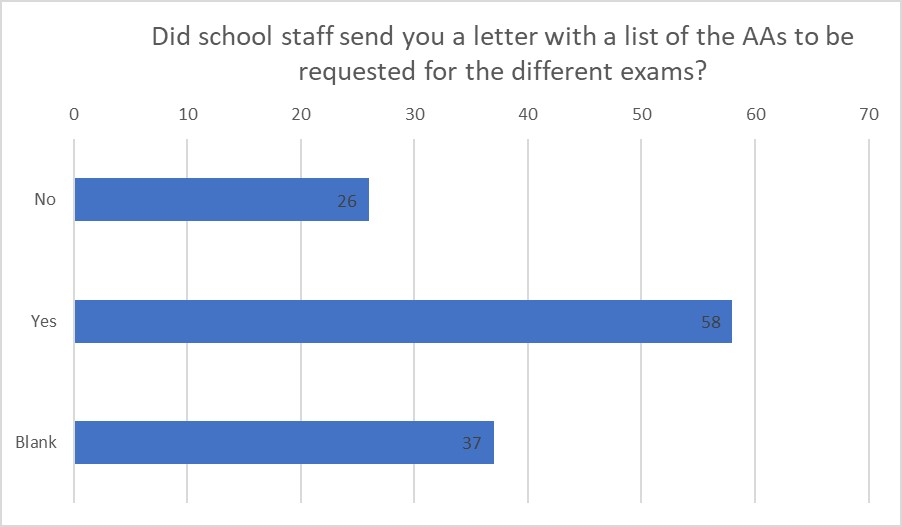 Did school staff send you a letter with a list of the AAs to be
requested for the different exams?
0 10 20 30 40 50 60 70
No 26
Yes 58
Blank 37